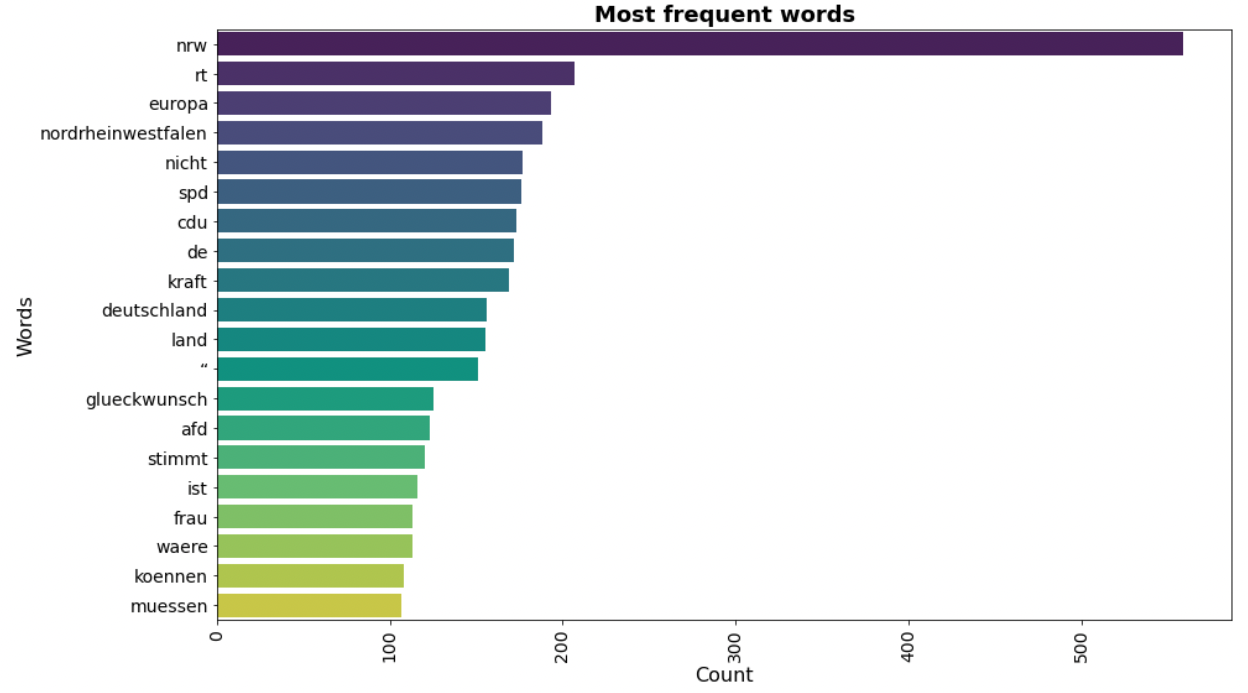 Most frequent words
nrw
rt
europa
nordrheinwestfalen
nicht
spd
cdu
de
kraft
deutschland
land
“
glueckwunsch
afd
stimmt
ist
frau
waere
koennen
muessen
Words
0
100
200
300
400
500
Count